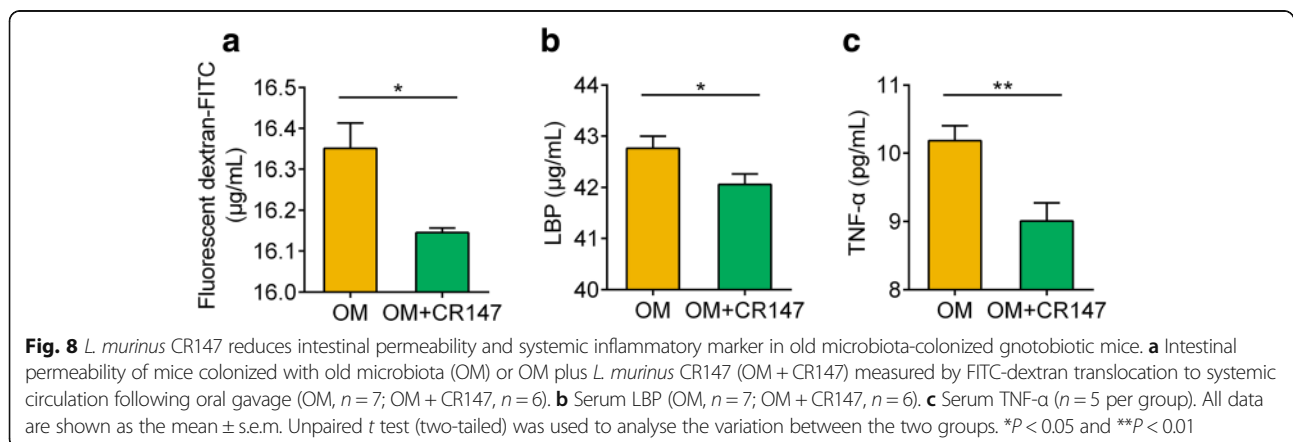 a
Fluorescent dextran-FITC
(µg/mL)
16.5
16.4
16.3
16.2
16.1
16.0
*
OM OM+CR147
b
LBP (µg/mL)
44
43
42
41
40
*
OM OM+CR147
c
TNF-α (pg/mL)
11
10
9
8
**
OM OM+CR147
Fig. 8 L. murinus CR147 reduces intestinal permeability and systemic inflammatory marker in old microbiota-colonized gnotobiotic mice. a Intestinal
permeability of mice colonized with old microbiota (OM) or OM plus L. murinus CR147 (OM + CR147) measured by FITC-dextran translocation to systemic
circulation following oral gavage (OM, n = 7; OM + CR147, n = 6). b Serum LBP (OM, n = 7; OM + CR147, n = 6). c Serum TNF-α (n = 5 per group). All data
are shown as the mean ± s.e.m. Unpaired t test (two-tailed) was used to analyse the variation between the two groups. *P < 0.05 and **P < 0.01